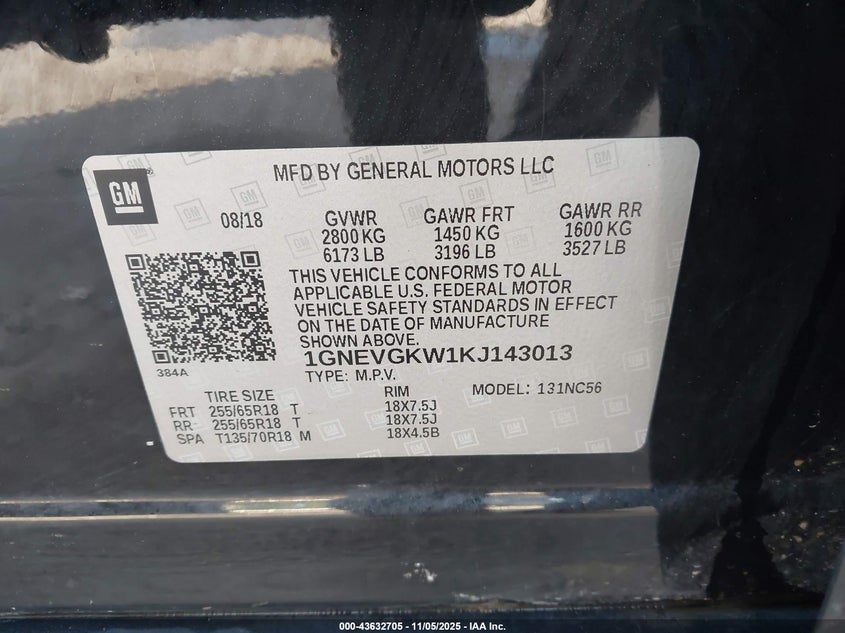 GM
MFD BY GENERAL MOTORS LLC
08/18
GVWR GAWR FRT GAWR RR
2800 KG 1450 KG 1600 KG
6173 LB 3196 LB 3527 LB
THIS VEHICLE CONFORMS TO ALL
APPLICABLE U.S. FEDERAL MOTOR
VEHICLE SAFETY STANDARDS IN EFFECT
ON THE DATE OF MANUFACTURE
SHOWN ABOVE.
384A
1GNEVGKW1KJ143013
TYPE: M.P.V. MODEL: 131NC56
TIRE SIZE RIM
FRT 255/65R18 T 18X7.5J
RR 255/65R18 T 18X7.5J
SPA T135/70R18 M 18X4.5B
000-43632705 - 11/05/2025 - IAA Inc.